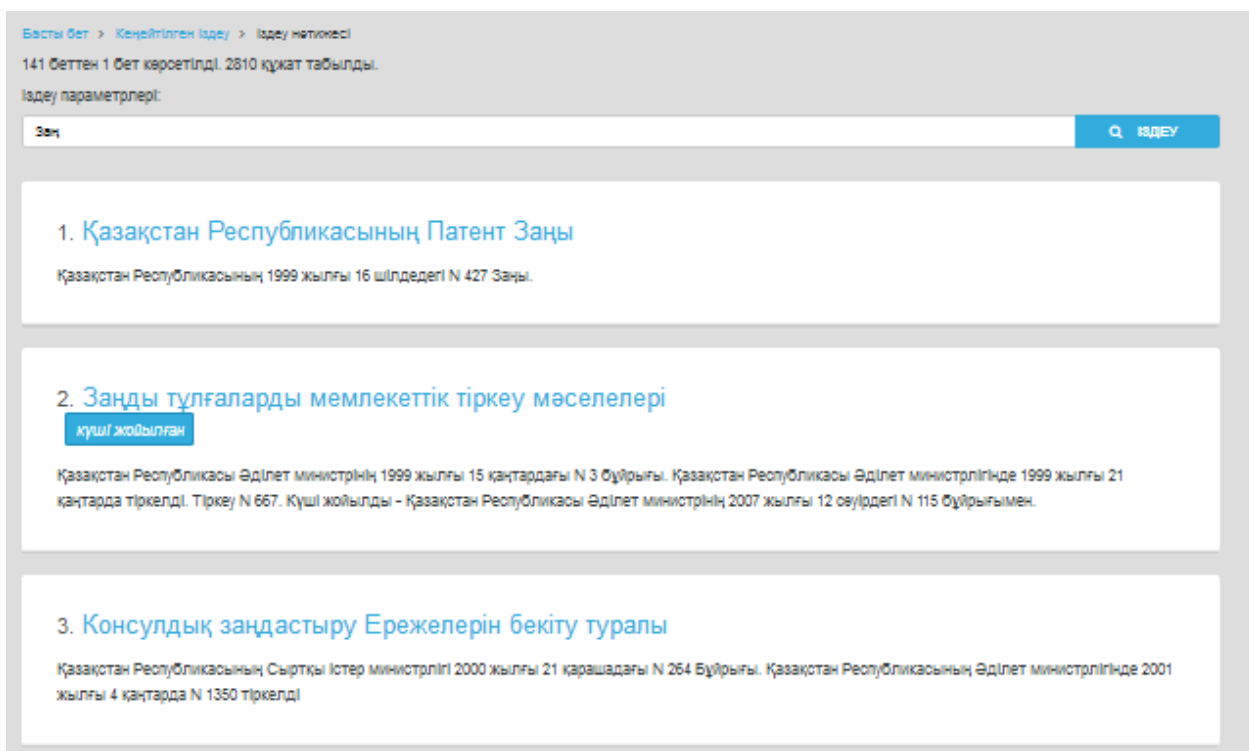 Басты бет > Кеңейтілген іздеу > Іздеу нәтижесі
141 беттен 1 бет көрсетілді. 2810 құжат табылды.
Іздеу параметрлері:
Заң
ІЗДЕУ
1. Қазақстан Республикасының Патент Заңы
Қазақстан Республикасының 1999 жылғы 16 шілдедегі N 427 Заңы.
2. Заңды тұлғаларды мемлекеттік тіркеу мәселелері
күші жойылған
Қазақстан Республикасы Әділет министрінің 1999 жылғы 15 қаңтардағы N 3 бұйрығы. Қазақстан Республикасы Әділет министрлігінде 1999 жылғы 21
қаңтарда тіркелді. Тіркеу N 667. Күші жойылды - Қазақстан Республикасы Әділет министрінің 2007 жылғы 12 сәуірдегі N 115 бұйрығымен.
3. Консулдық заңдастыру Ережелерін бекіту туралы
Қазақстан Республикасының Сыртқы істер министрлігі 2000 жылғы 21 қарашадағы N 264 Бұйрығы. Қазақстан Республикасының Әділет министрлігінде 2001
жылғы 4 қаңтарда N 1350 тіркелді